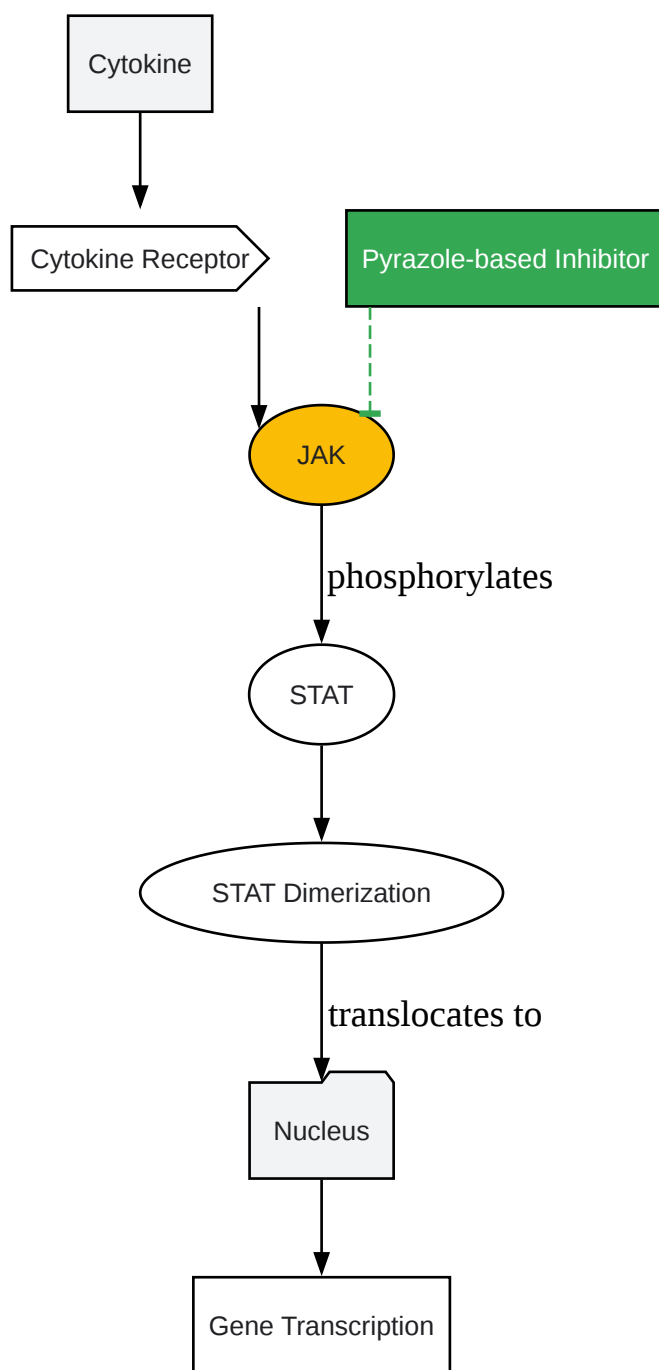 Cytokine
Cytokine Receptor
Pyrazole-based Inhibitor
JAK
phosphorylates
STAT
STAT Dimerization
translocates to
Nucleus
Gene Transcription